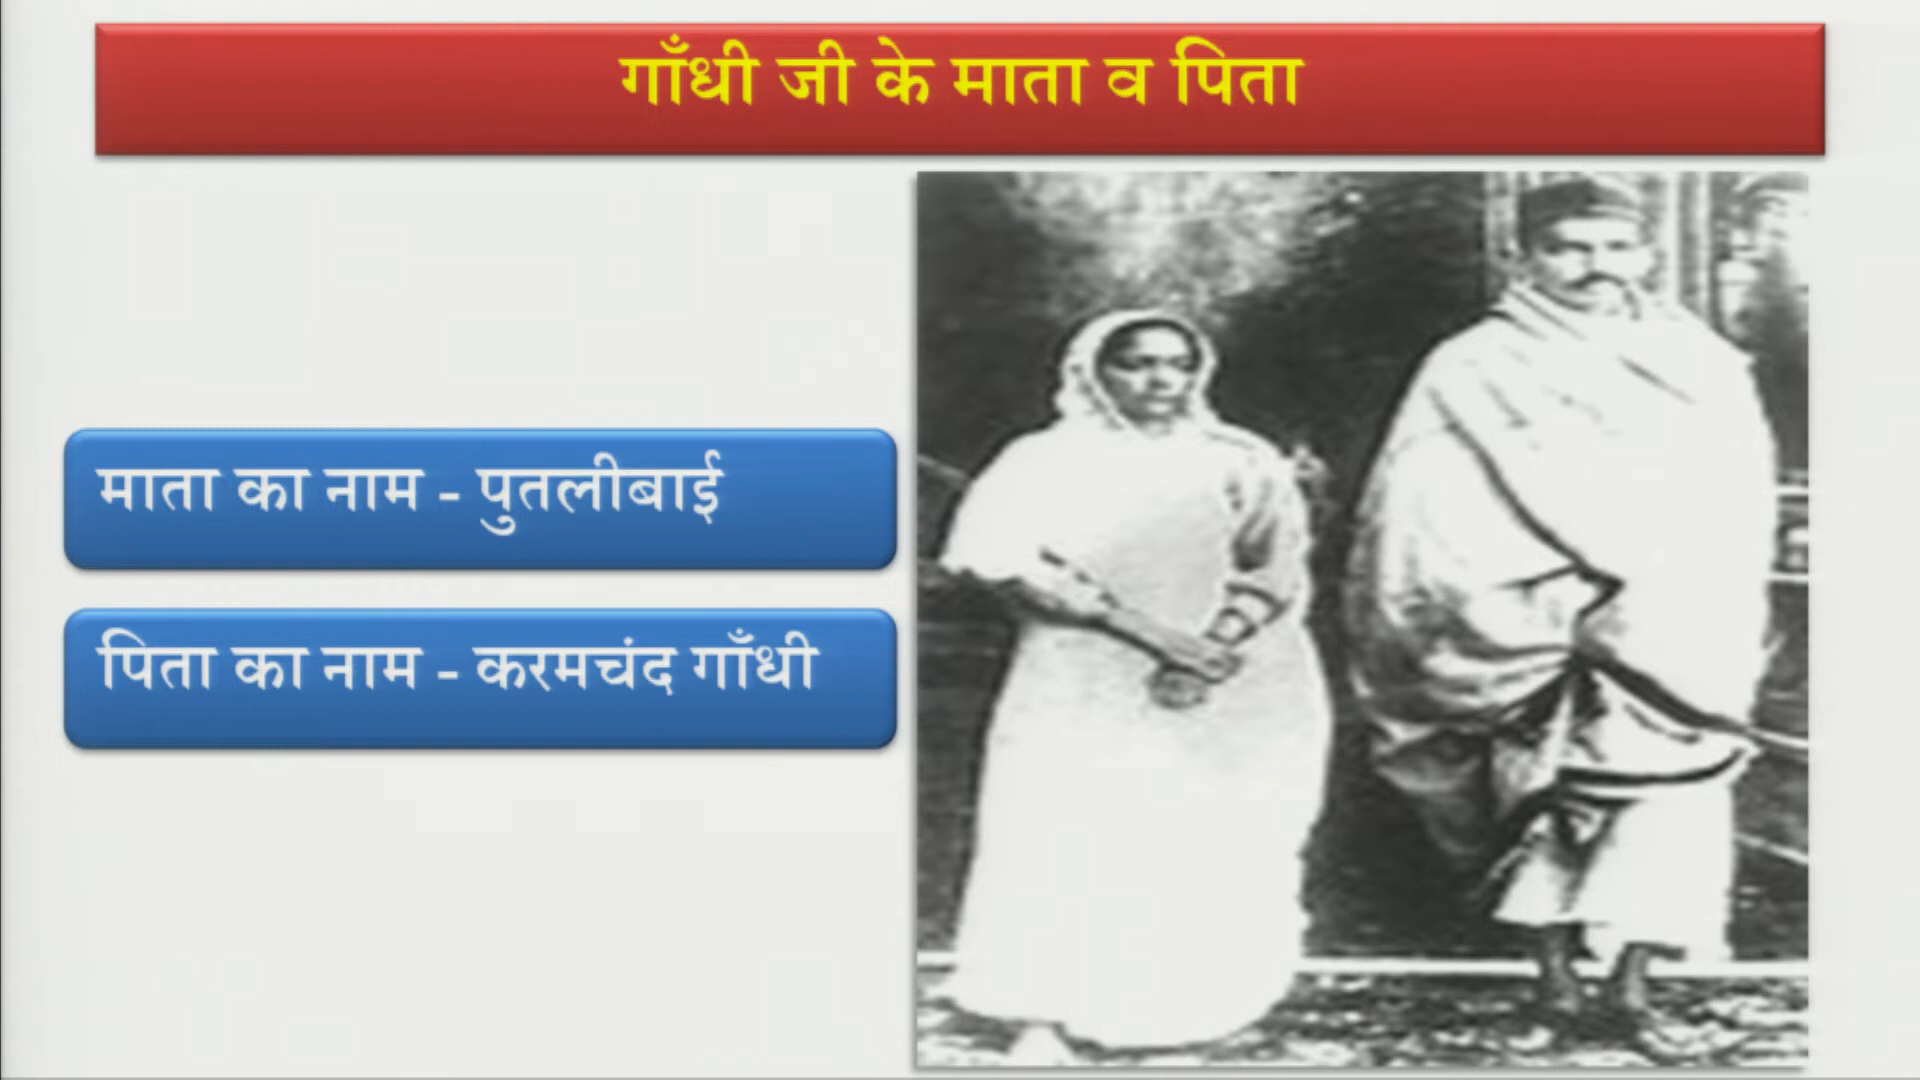 गाँधी जी के माता व पिता
माता का नाम - पुतलीबाई
पिता का नाम - करमचंद गाँधी